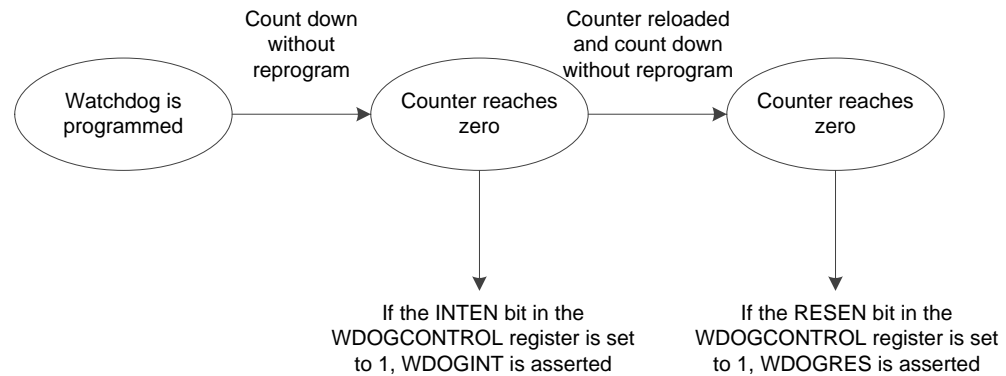 Count down
without
reprogram
Counter reloaded
and count down
without reprogram
Watchdog is
programmed
Counter reaches
zero
Counter reaches
zero
If the INTEN bit in the
WDOGCONTROL register is set
to 1, WDOGINT is asserted
If the RESEN bit in the
WDOGCONTROL register is set
to 1, WDOGRES is asserted